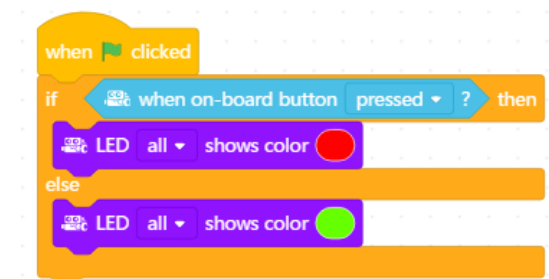 when clicked
if when on-board button pressed ? then
LED all shows color
else
LED all shows color